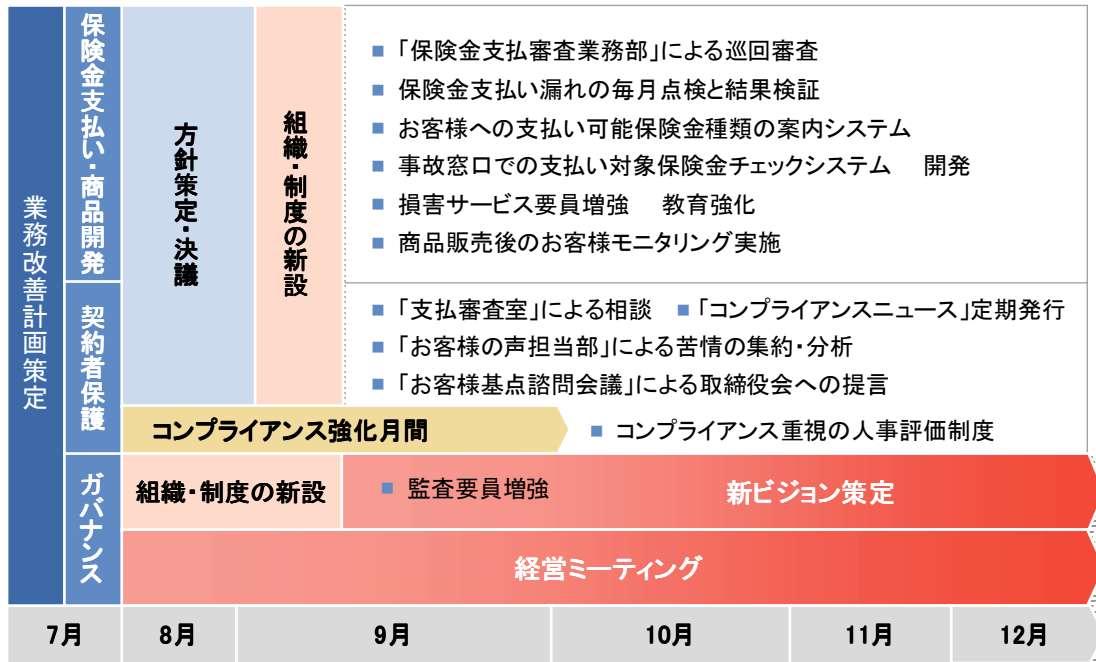 業務改善計画策定
保険金支払い・商品開発
方針策定・決議
組織・制度の新設
■ 「保険金支払審査業務部」による巡回審査
■ 保険金支払い漏れの毎月点検と結果検証
■ お客様への支払い可能保険金種類の案内システム
■ 事故窓口での支払い対象保険金チェックシステム 開発
■ 損害サービス要員増強 教育強化
■ 商品販売後のお客様モニタリング実施
契約者保護
■ 「支払審査室」による相談 ■ 「コンプライアンスニュース」定期発行
■ 「お客様の声担当部」による苦情の集約・分析
■ 「お客様基点諮問会議」による取締役会への提言
コンプライアンス強化月間 ■ コンプライアンス重視の人事評価制度
ガバナンス
組織・制度の新設 ■ 監査要員増強 新ビジョン策定
経営ミーティング
7月 8月 9月 10月 11月 12月